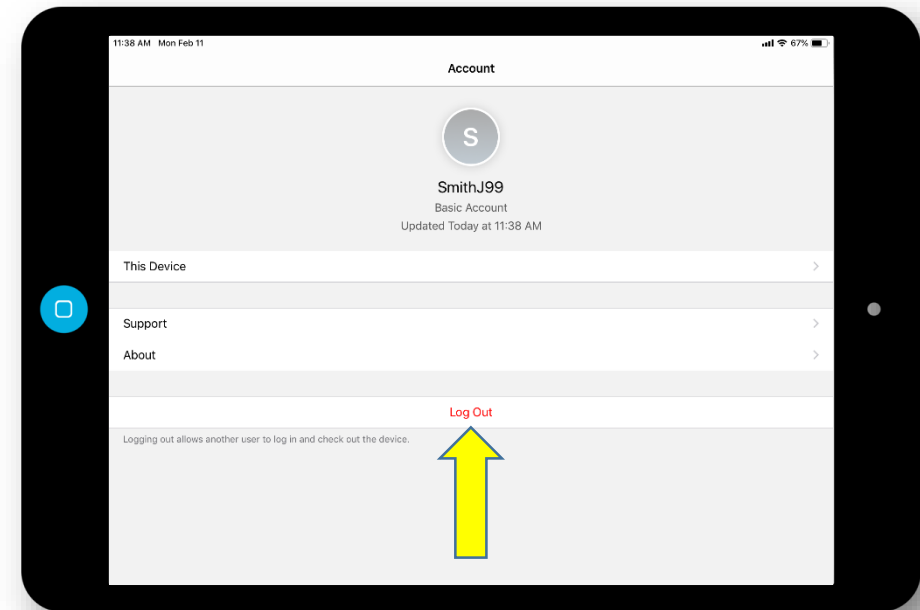 11:38 AM Mon Feb 11 67%
Account
S
SmithJ99
Basic Account
Updated Today at 11:38 AM
This Device
Support
About
Log Out
Logging out allows another user to log in and check out the device.